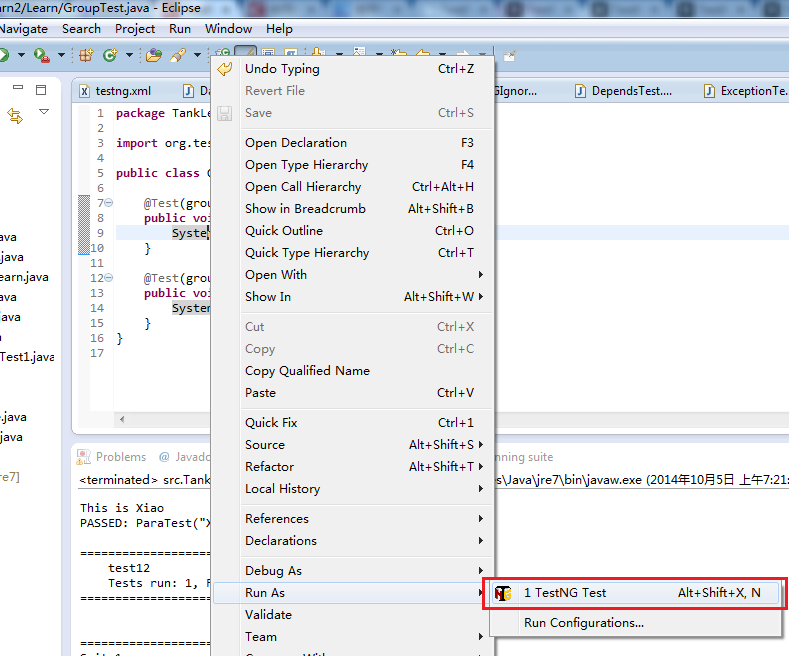 arn2/Learn/GroupTest.java - Eclipse
Navigate Search Project Run Window Help
testng.xml
DependsTest....
ExceptionTe.
1 package TankLe
2
3 import org.tes
4
5 public class
6
7 @Test(grou
8 public voi
9 Syste
10 }
11
12 @Test(grou
13 public voi
14 System
15 }
16 }
17
ava
.java
earn.java
ava
ava
Test1.java
.java
java
e7]
Undo Typing Ctrl+Z
Revert File
Save Ctrl+S
Open Declaration F3
Open Type Hierarchy F4
Open Call Hierarchy Ctrl+Alt+H
Show in Breadcrumb Alt+Shift+B
Quick Outline Ctrl+O
Quick Type Hierarchy Ctrl+T
Open With
Show In Alt+Shift+W
Cut Ctrl+X
Copy Ctrl+C
Copy Qualified Name
Paste Ctrl+V
Quick Fix Ctrl+1
Source Alt+Shift+S
Refactor Alt+Shift+T
Local History
References
Declarations
Debug As
Run As
Validate
Team
1 TestNG Test Alt+Shift+X, N
Run Configurations...
Problems @ Javado nning suite
<terminated> src.Tank s\Java\jre7\bin\javaw.exe (2014年10月5日 上午7:21:
This is Xiao
PASSED: ParaTest("X
===================
test12
Tests run: 1, F
===================
===================